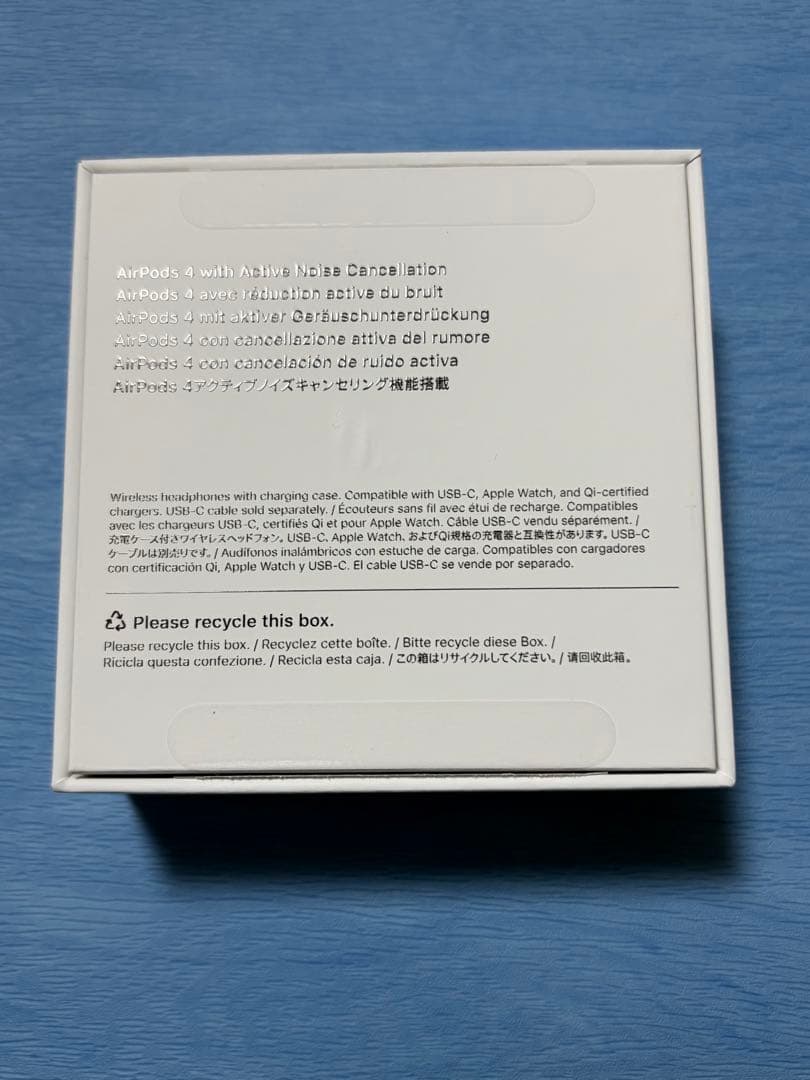 AirPods 4 with Active Noise Cancellation
AirPods 4 avec réduction active du bruit
AirPods 4 mit aktiver Geräuschunterdrückung
AirPods 4 con cancellazione attiva del rumore
AirPods 4 con cancelación de ruido activa
AirPods 4アクティブノイズキャンセリング機能搭載
Wireless headphones with charging case. Compatible with USB-C, Apple Watch, and Qi-certified
chargers. USB-C cable sold separately. / Écouteurs sans fil avec étui de recharge. Compatibles
avec les chargeurs USB-C, certifiés Qi et pour Apple Watch. Câble USB-C vendu séparément. /
充電ケース付きワイヤレスヘッドフォン。USB-C、Apple Watch、およびQi規格の充電器と互換性があります。USB-C
ケーブルは別売りです。/ Audífonos inalámbricos con estuche de carga. Compatibles con cargadores
con certificación Qi, Apple Watch y USB-C. El cable USB-C se vende por separado.
Please recycle this box.
Please recycle this box. / Recyclez cette boîte. / Bitte recycle diese Box. /
Ricicla questa confezione. / Recicla esta caja. / この箱はリサイクルしてください。/ 请回收此箱。